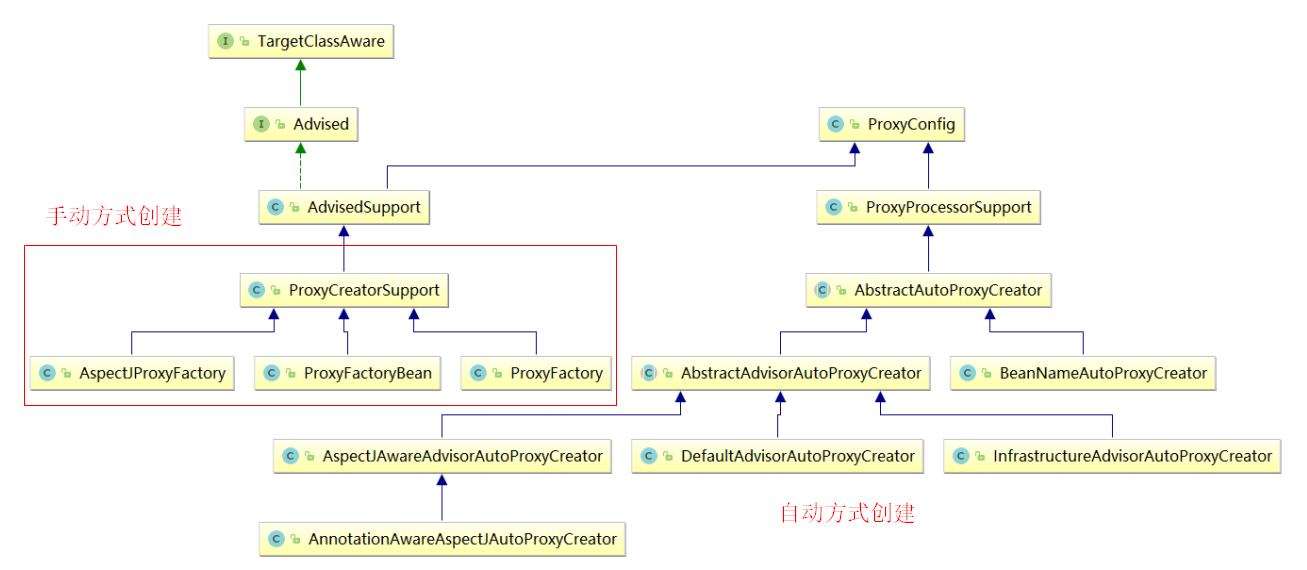 I TargetClassAware
I Advised
C ProxyConfig
手动方式创建
C AdvisedSupport
C ProxyProcessorSupport
C ProxyCreatorSupport
C AbstractAutoProxyCreator
C AspectJProxyFactory
C ProxyFactoryBean
C ProxyFactory
C AbstractAdvisorAutoProxyCreator
C BeanNameAutoProxyCreator
C AspectJAwareAdvisorAutoProxyCreator
C DefaultAdvisorAutoProxyCreator
C InfrastructureAdvisorAutoProxyCreator
自动方式创建
C AnnotationAwareAspectJAutoProxyCreator